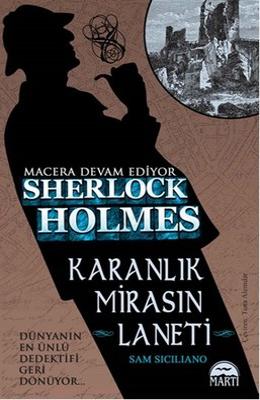 MACERA DEVAM EDİYOR
SHERLOCK
HOLMES
KARANLIK
MİRASIN
LANETİ
SAM SICILIANO
DÜNYANIN
EN ÜNLÜ
DEDEKTİFİ
GERİ
DÖNÜYOR...
MARTI